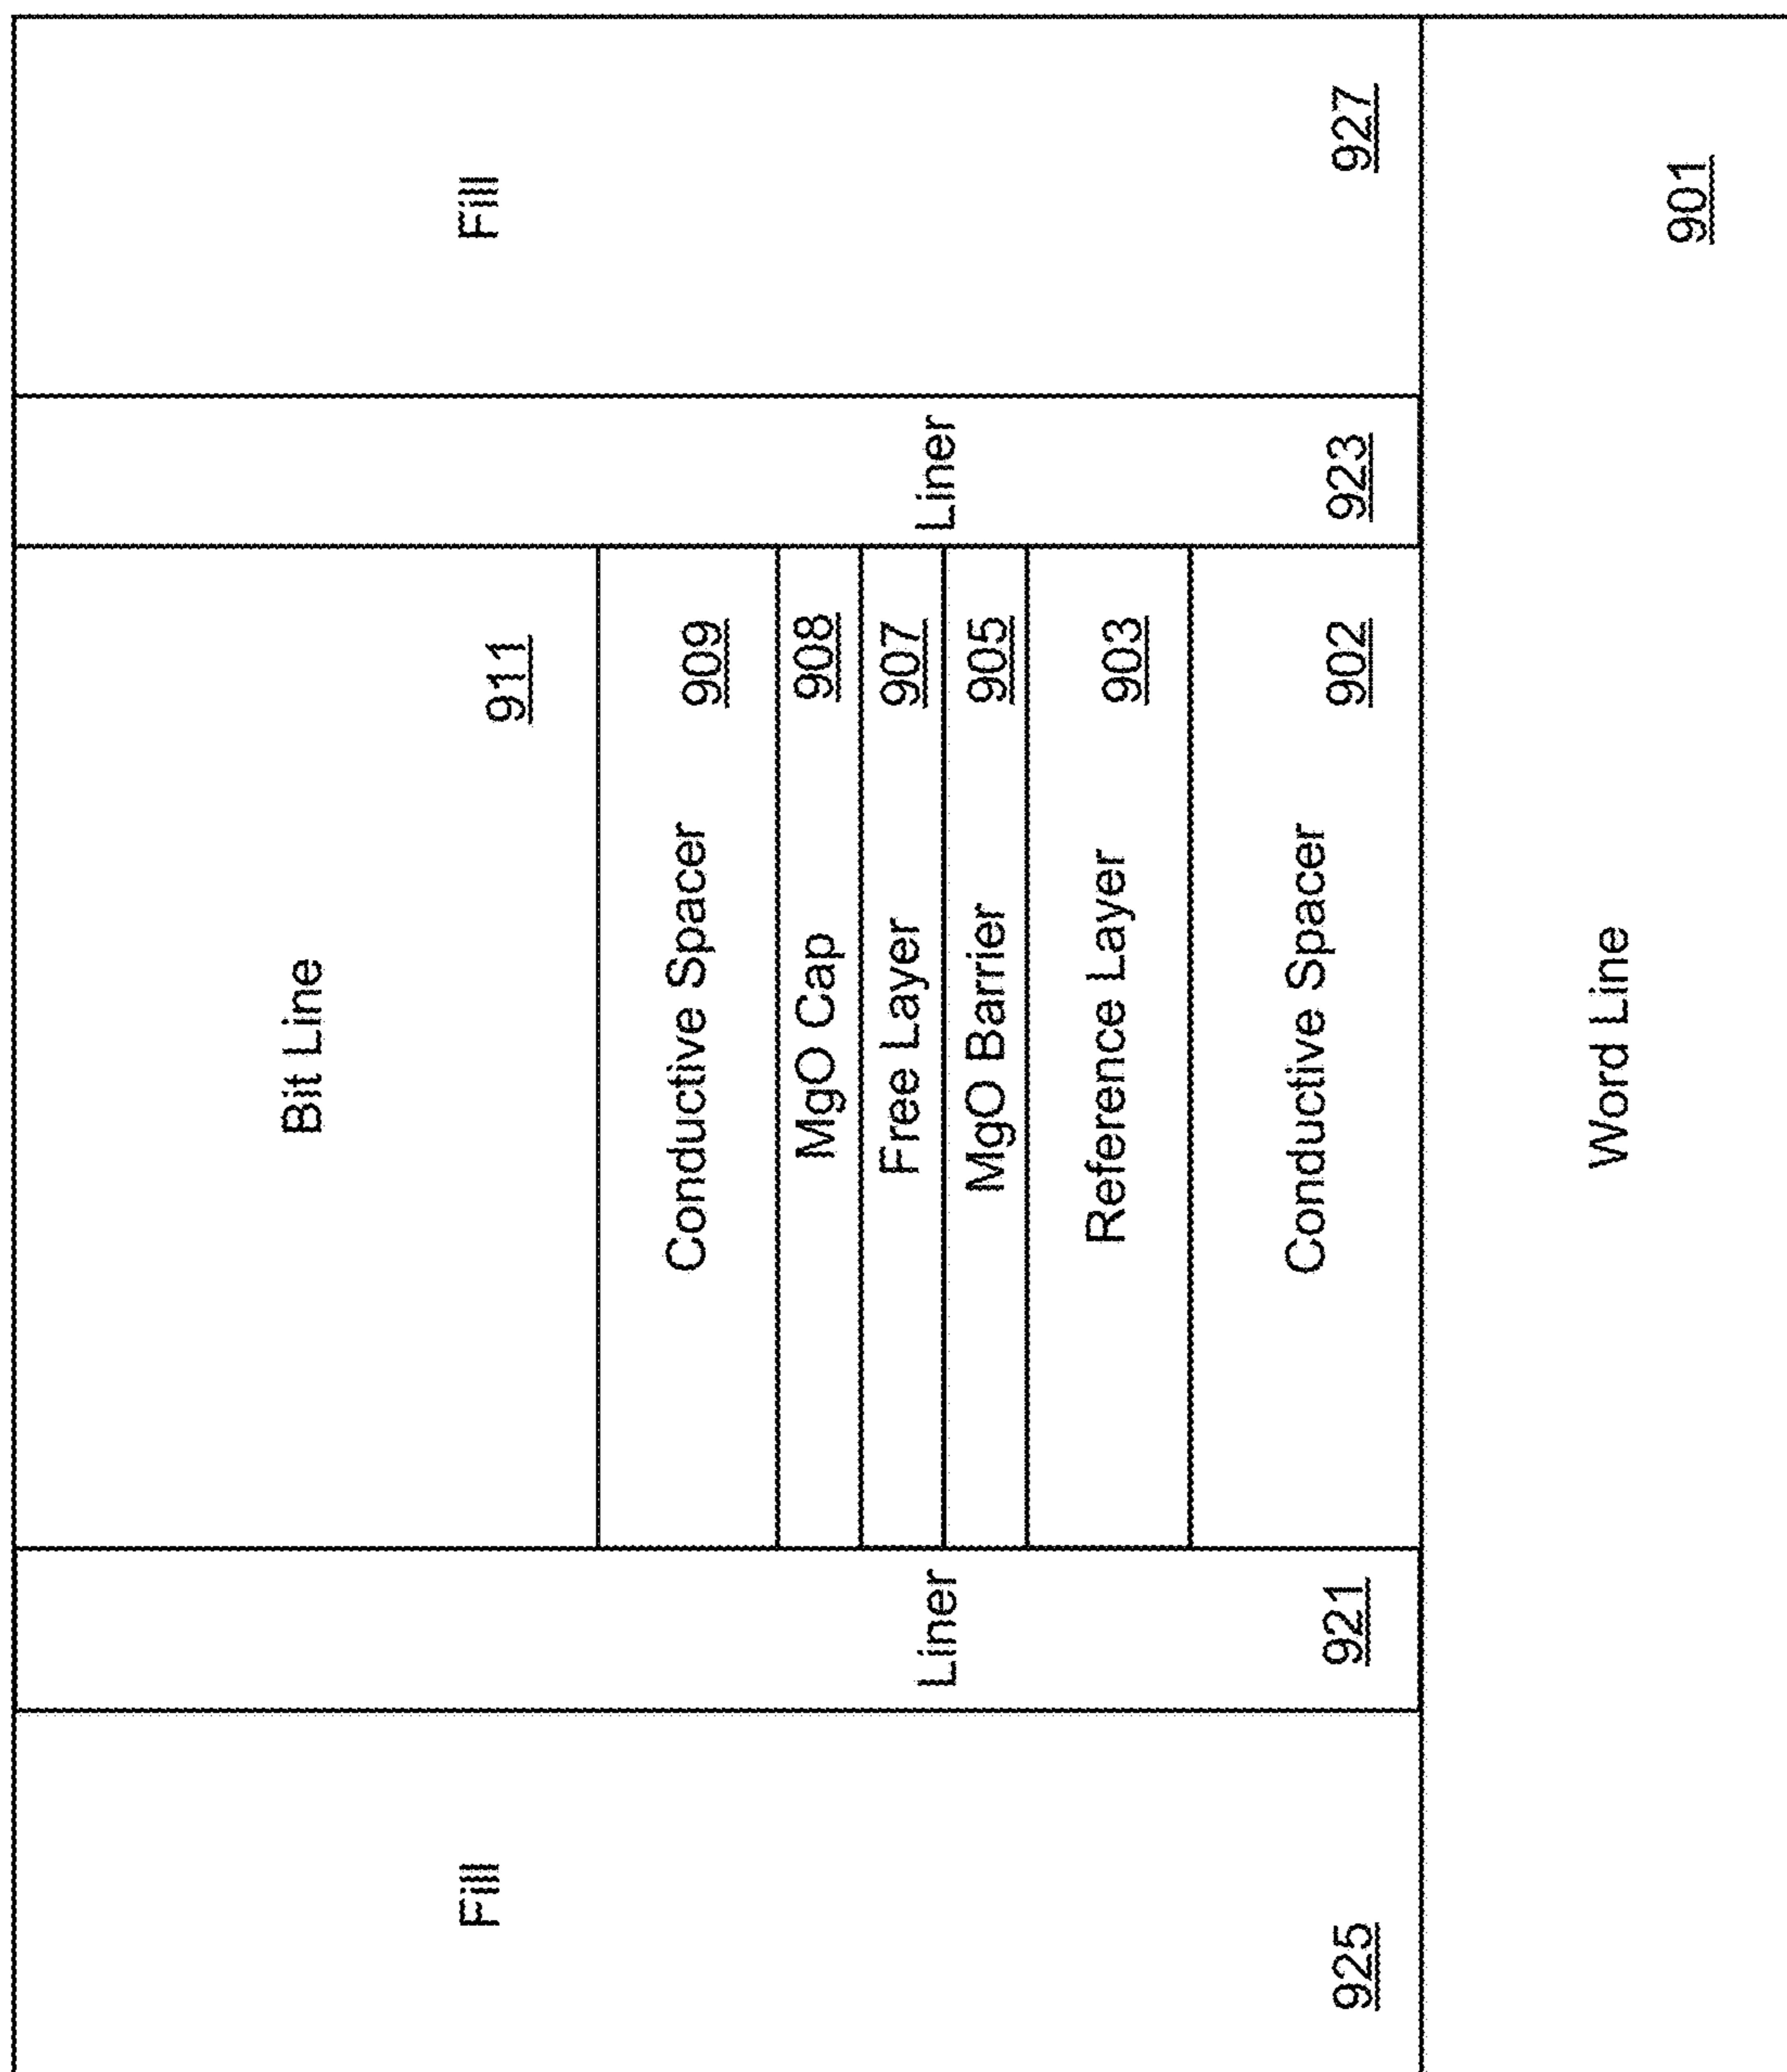 Bit Line
Fill
Fill
911
Conductive Spacer 909
MgO Cap 908
Free Layer 907
Liner
Liner
MgO Barrier 905
Reference Layer 903
Conductive Spacer 902
925
921
923
927
Word Line
901